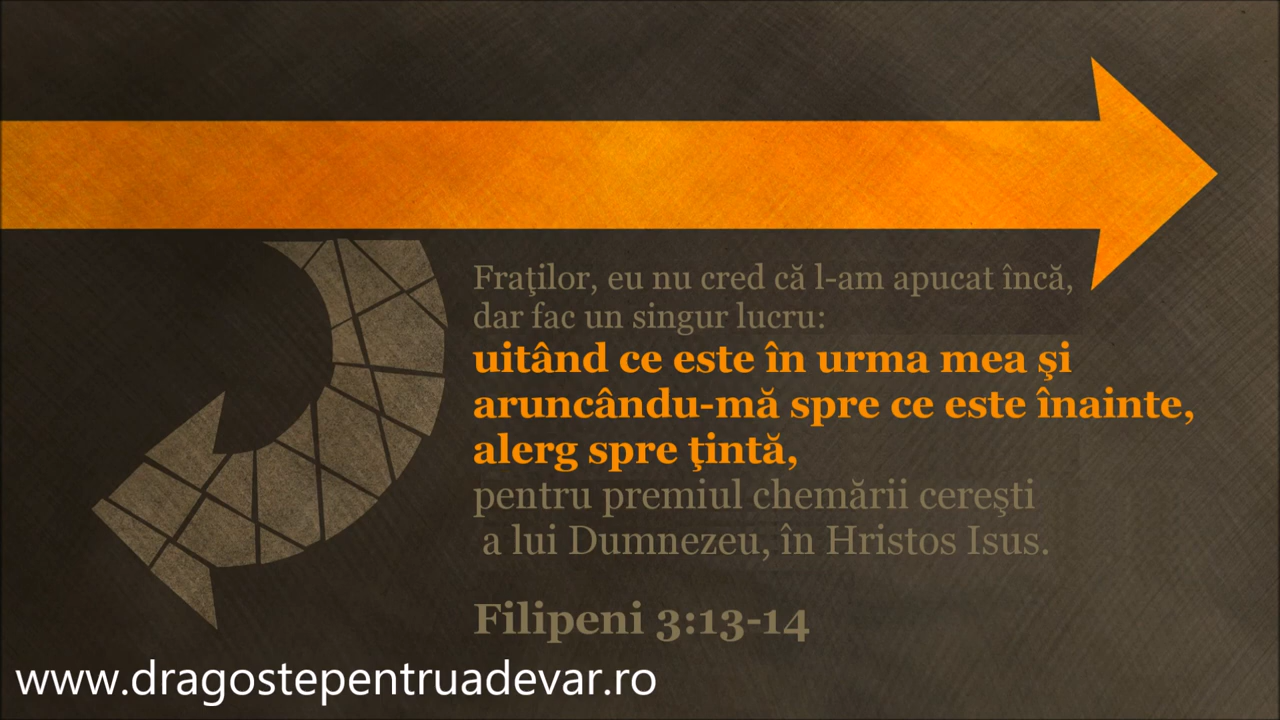 Fraţilor, eu nu cred că l-am apucat încă,
dar fac un singur lucru:
uitând ce este în urma mea şi
aruncându-mă spre ce este înainte,
alerg spre ţintă,
pentru premiul chemării cereşti
a lui Dumnezeu, în Hristos Isus.
Filipeni 3:13-14
www.dragostepentruadevar.ro